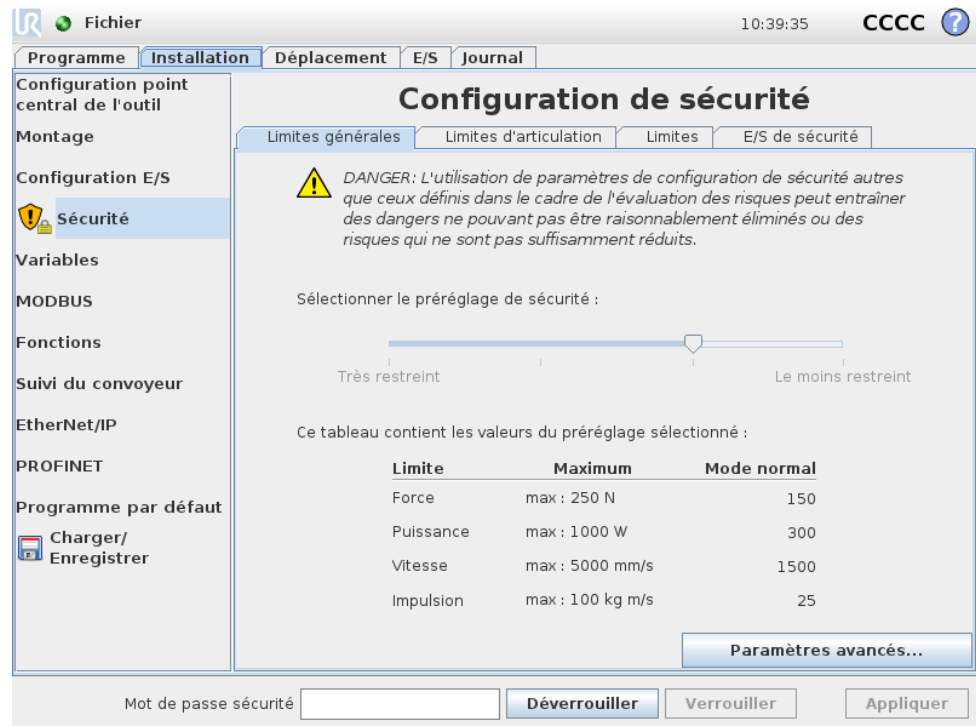 UR Fichier 10:39:35 CCCC ?
Programme Installation Déplacement E/S Journal
Configuration point
central de l'outil
Montage
Configuration E/S
Sécurité
Variables
MODBUS
Fonctions
Suivi du convoyeur
EtherNet/IP
PROFINET
Programme par défaut
Charger/
Enregistrer
Configuration de sécurité
Limites générales Limites d'articulation Limites E/S de sécurité
DANGER: L'utilisation de paramètres de configuration de sécurité autres
que ceux définis dans le cadre de l'évaluation des risques peut entraîner
des dangers ne pouvant pas être raisonnablement éliminés ou des
risques qui ne sont pas suffisamment réduits.
Sélectionner le préréglage de sécurité :
Très restreint Le moins restreint
Ce tableau contient les valeurs du préréglage sélectionné :
Limite Maximum Mode normal
Force max : 250 N 150
Puissance max : 1000 W 300
Vitesse max : 5000 mm/s 1500
Impulsion max : 100 kg m/s 25
Paramètres avancés...
Mot de passe sécurité Déverrouiller Verrouiller Appliquer